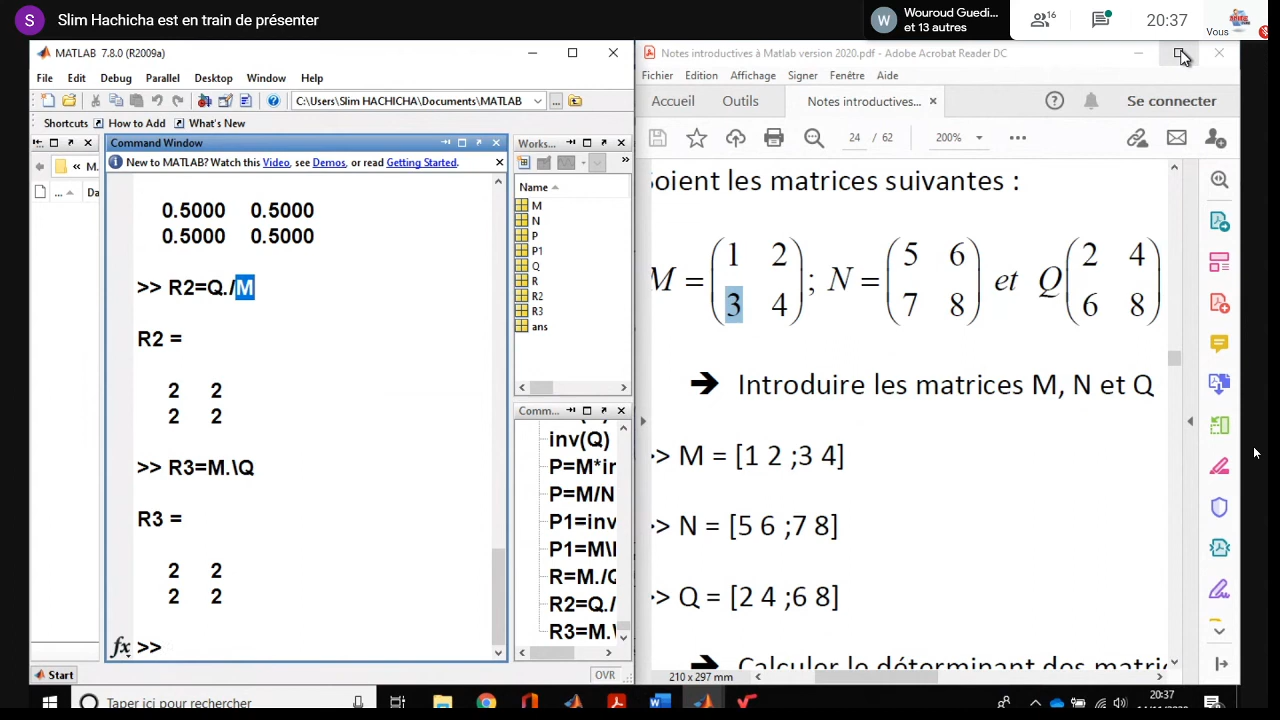 S Slim Hachicha est en train de présenter
W Wouroud Guedi...
et 13 autres
16
20:37
Vous
MATLAB 7.8.0 (R2009a)
File Edit Debug Parallel Desktop Window Help
C:\Users\Slim HACHICHA\Documents\MATLAB
Shortcuts How to Add What's New
Command Window
New to MATLAB? Watch this Video, see Demos, or read Getting Started.
« M.
... Da
0.5000 0.5000
0.5000 0.5000
>> R2=Q./M
R2 =
2 2
2 2
>> R3=M.\Q
R3 =
2 2
2 2
fx >>
Works...
Name
M
N
P
P1
Q
R
R2
R3
ans
Comm...
inv(Q)
P=M*in
P=M/N
P1=inv
P1=M\
R=M./Q
R2=Q./
R3=M.\
Start
OVR
Notes introductives à Matlab version 2020.pdf - Adobe Acrobat Reader DC
Fichier Edition Affichage Signer Fenêtre Aide
Accueil Outils Notes introductives... Se connecter
24 / 62 200%
Soient les matrices suivantes :
M = (1 2 3 4) ; N = (5 6 7 8) et Q (2 4 6 8)
➔ Introduire les matrices M, N et Q
>> M = [1 2 ;3 4]
>> N = [5 6 ;7 8]
>> Q = [2 4 ;6 8]
➔ Calculer le déterminant des matri
210 x 297 mm
Taper ici pour rechercher
20:37